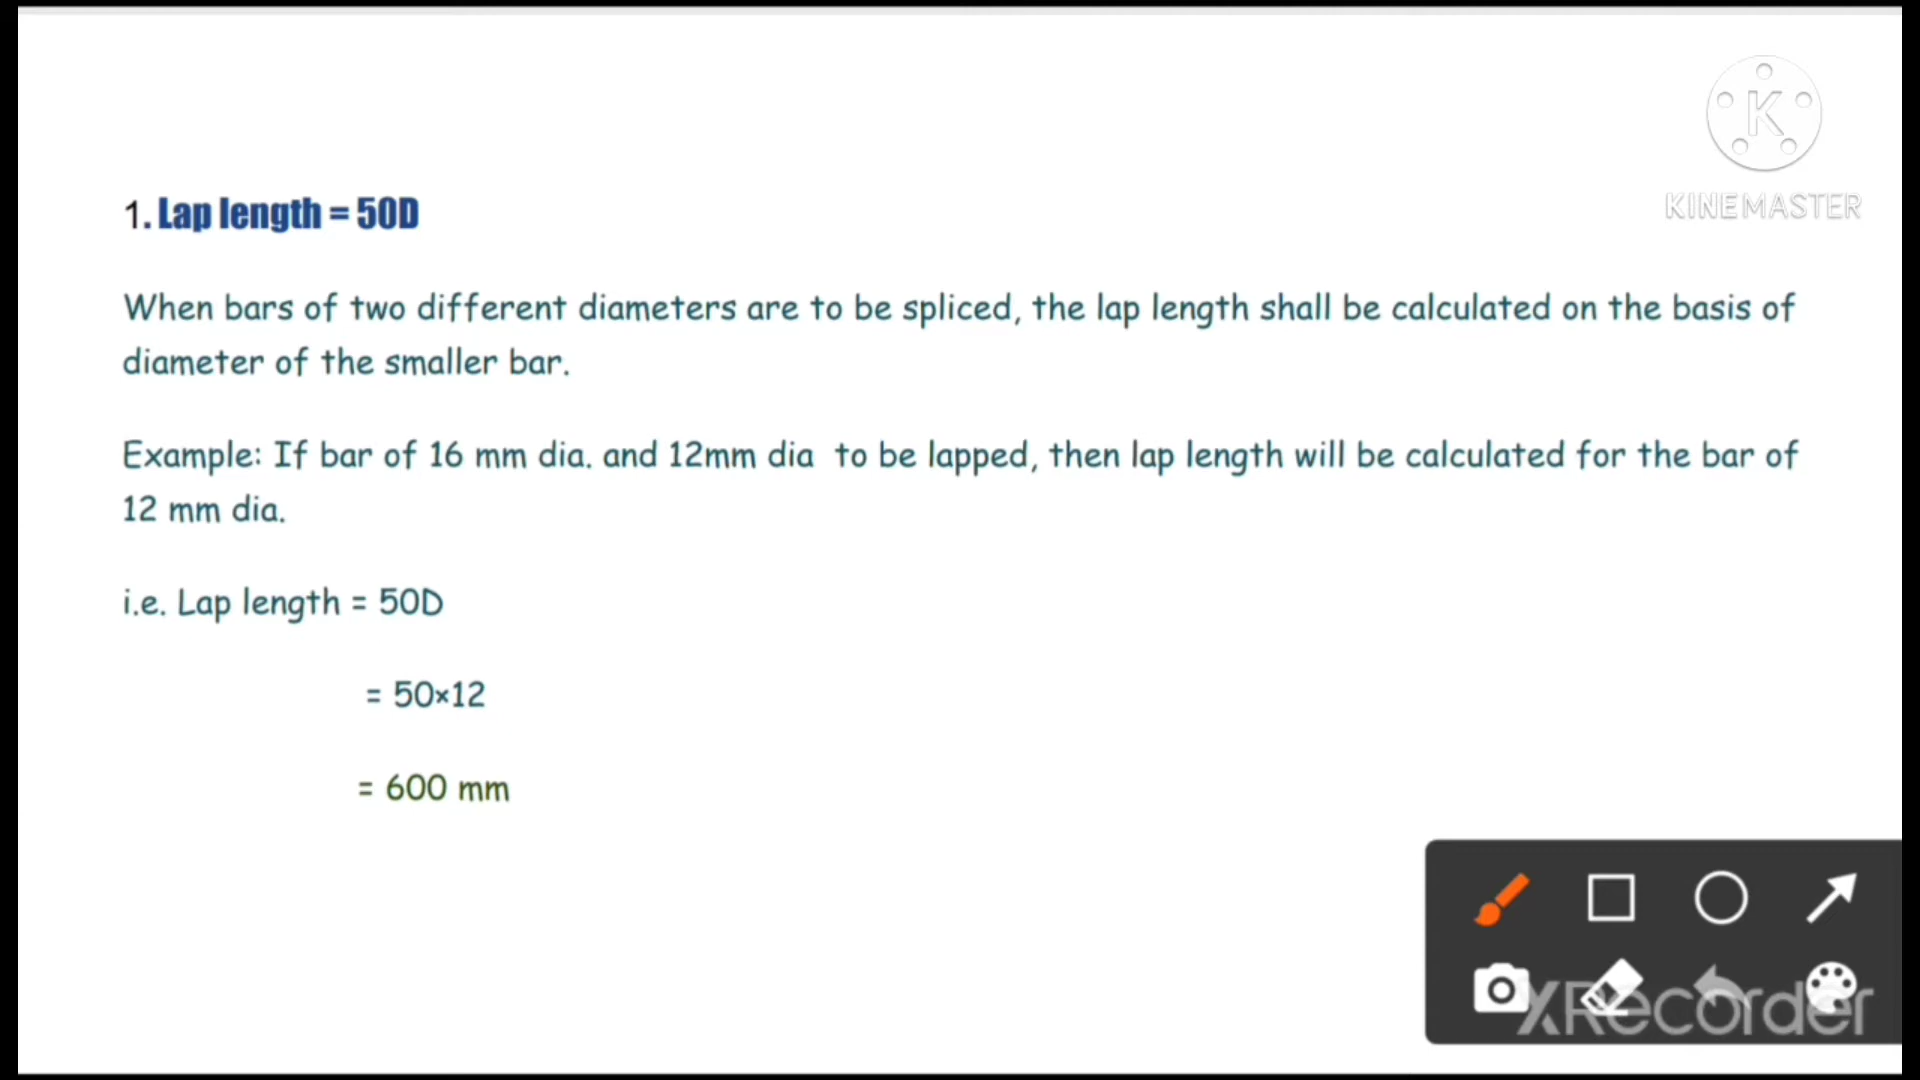 K
KINEMASTER
1. Lap length = 50D
When bars of two different diameters are to be spliced, the lap length shall be calculated on the basis of
diameter of the smaller bar.
Example: If bar of 16 mm dia. and 12mm dia to be lapped, then lap length will be calculated for the bar of
12 mm dia.
i.e. Lap length = 50D
= 50×12
= 600 mm
XRecorder